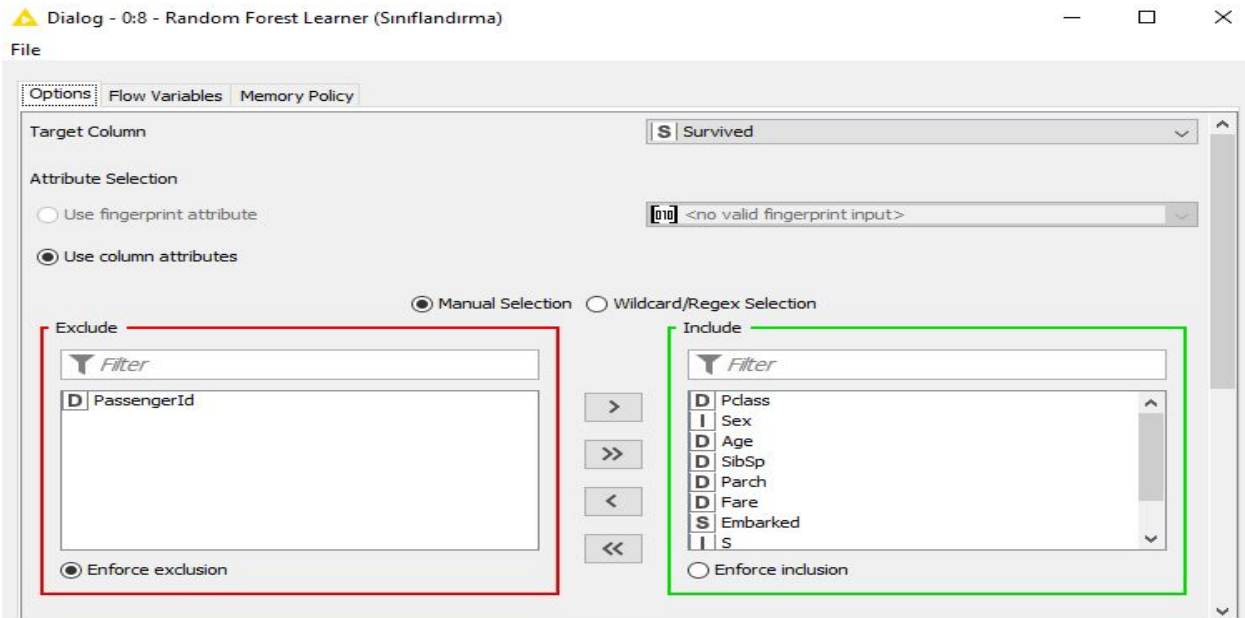 Dialog - 0:8 - Random Forest Learner (Sınıflandırma)
File
Options Flow Variables Memory Policy
Target Column S Survived
Attribute Selection
Use fingerprint attribute 010 <no valid fingerprint input>
Use column attributes
Manual Selection Wildcard/Regex Selection
Exclude
Filter
D PassengerId
Enforce exclusion
>
>>
<
<<
Include
Filter
D Pclass
I Sex
D Age
D SibSp
D Parch
D Fare
S Embarked
I S
Enforce inclusion